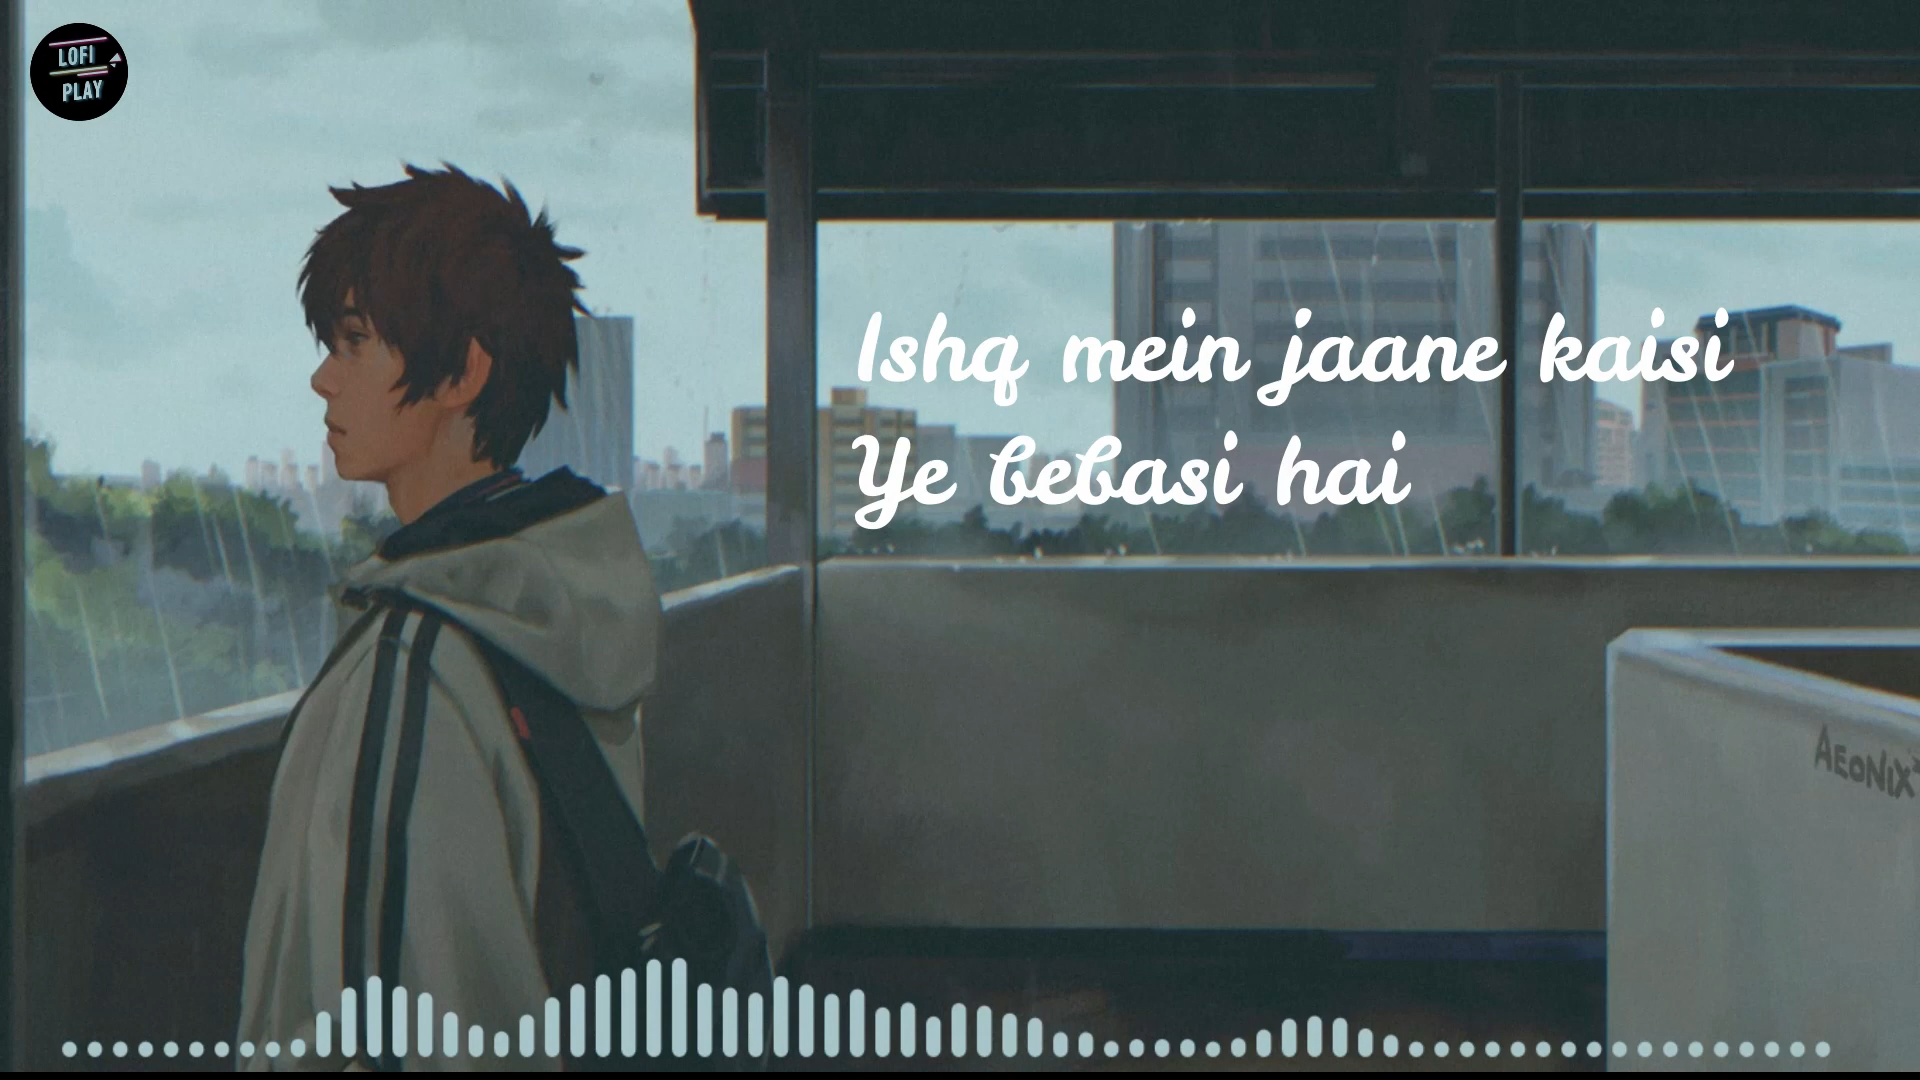 LOFI
PLAY
Ishq mein jaane kaisi
Ye bebasi hai
AEONIX